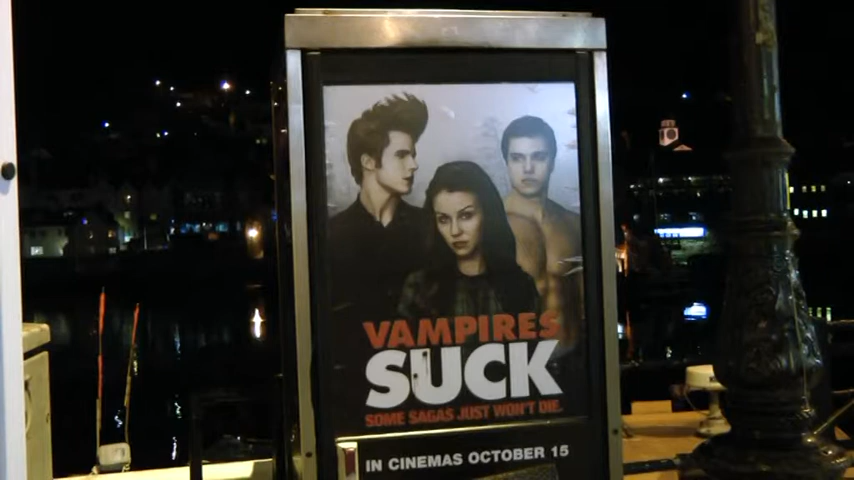 VAMPIRES
SUCK
SOME SAGAS JUST WON'T DIE.
IN CINEMAS OCTOBER 15